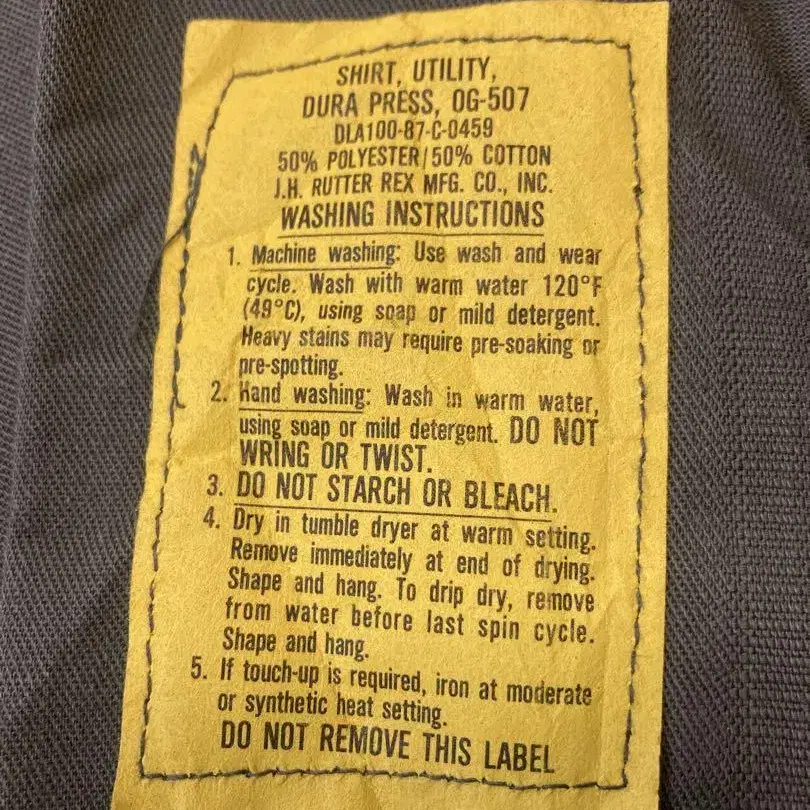 SHIRT, UTILITY,
DURA PRESS, OG-507
DLA100-87-C-0459
50% POLYESTER/50% COTTON
J.H. RUTTER REX MFG. CO., INC.
WASHING INSTRUCTIONS
1. Machine washing: Use wash and wear
cycle. Wash with warm water 120°F
(49°C), using soap or mild detergent.
Heavy stains may require pre-soaking or
pre-spotting.
2. Hand washing: Wash in warm water,
using soap or mild detergent. DO NOT
WRING OR TWIST.
3. DO NOT STARCH OR BLEACH.
4. Dry in tumble dryer at warm setting.
Remove immediately at end of drying.
Shape and hang. To drip dry, remove
from water before last spin cycle.
Shape and hang.
5. If touch-up is required, iron at moderate
or synthetic heat setting.
DO NOT REMOVE THIS LABEL